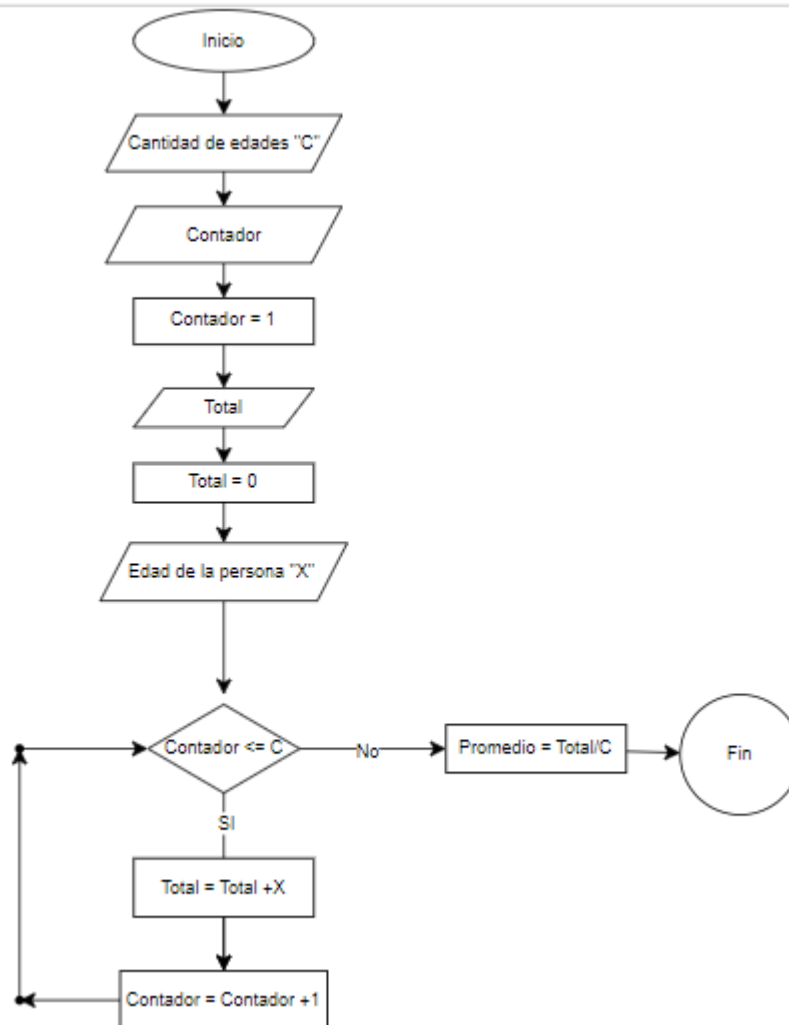 Inicio
Cantidad de edades "C"
Contador
Contador = 1
Total
Total = 0
Edad de la persona "X"
Contador <= C
No
Promedio = Total/C
Fin
SI
Total = Total +X
Contador = Contador +1